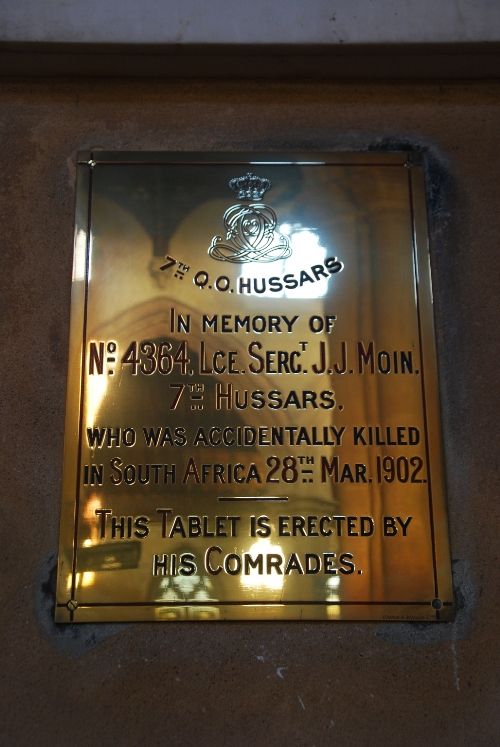 7TH Q.O. HUSSARS
IN MEMORY OF
No. 4364, LCE. SERGT. J.J. MOIN.
7TH HUSSARS,
WHO WAS ACCIDENTALLY KILLED
IN SOUTH AFRICA 28TH MAR. 1902.
THIS TABLET IS ERECTED BY
HIS COMRADES.